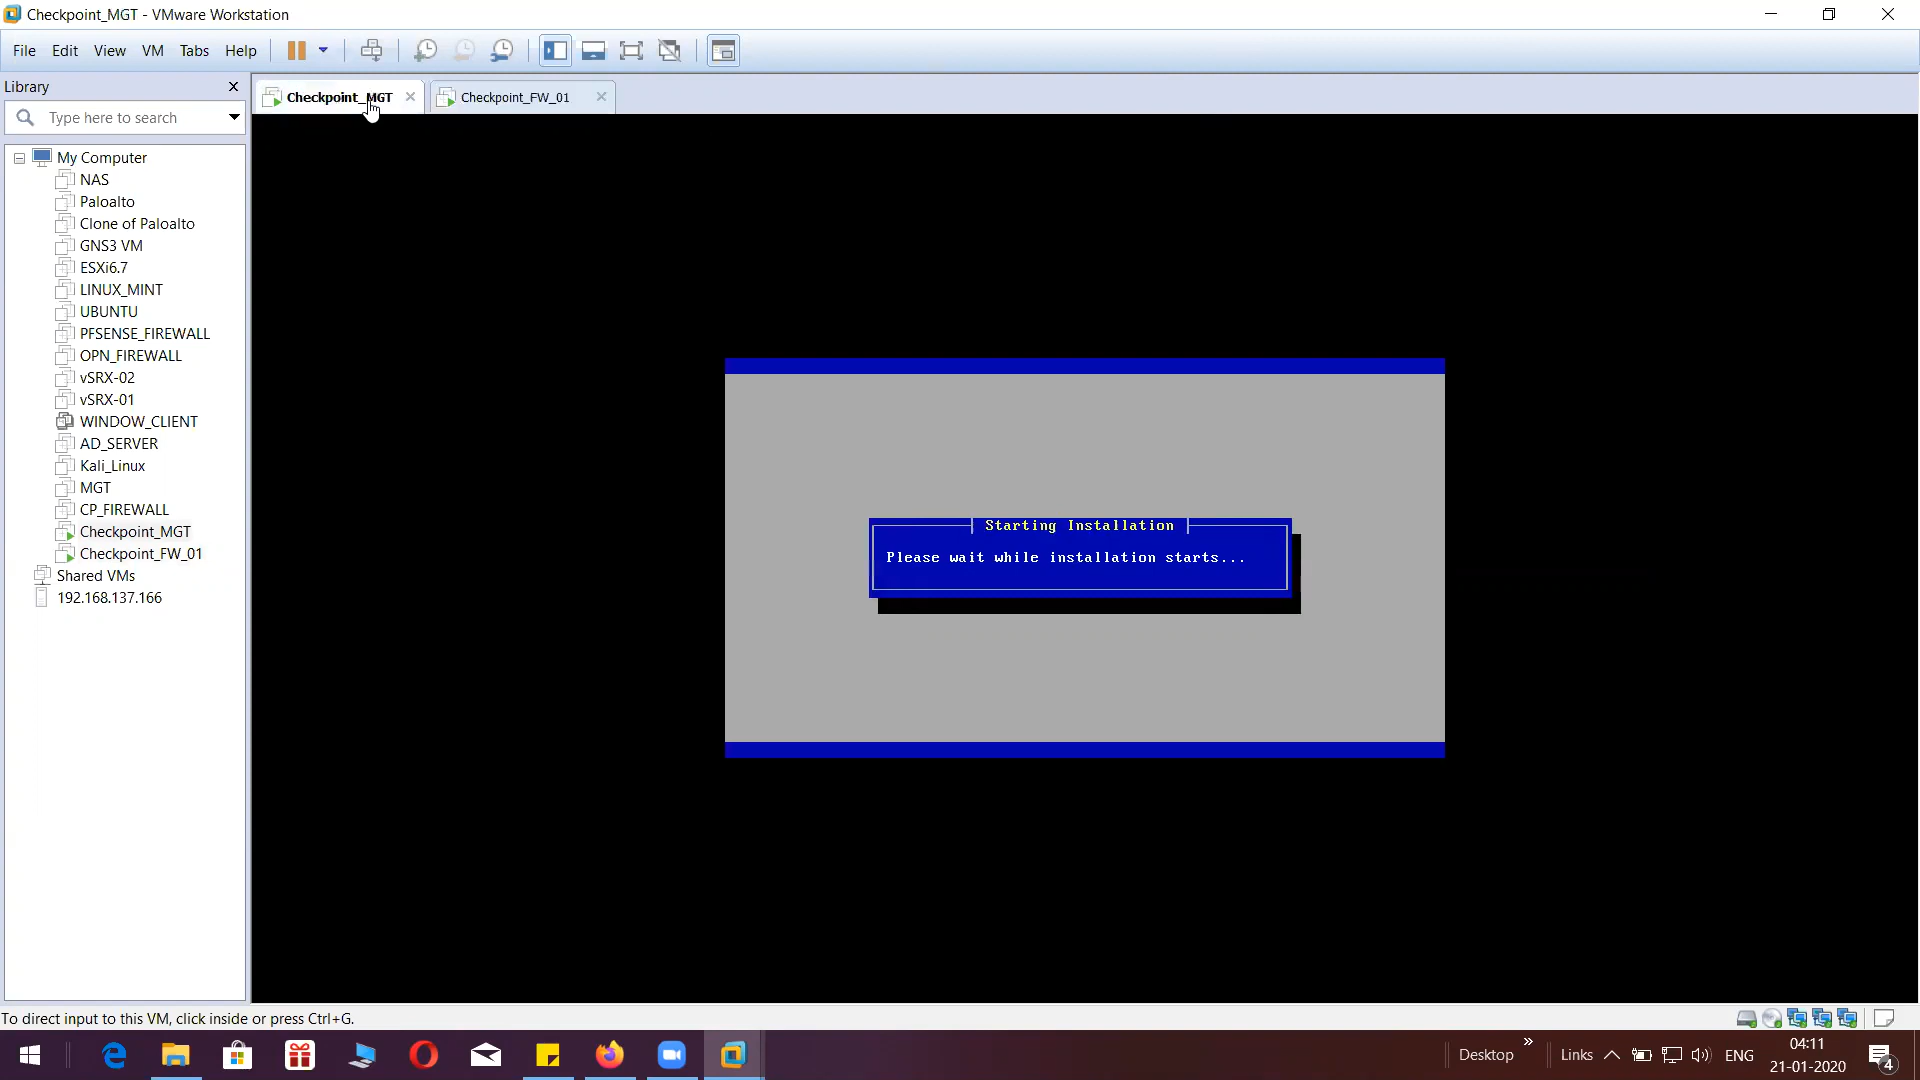 Checkpoint_MGT - VMware Workstation
File Edit View VM Tabs Help
Library
Type here to search
My Computer
NAS
Paloalto
Clone of Paloalto
GNS3 VM
ESXi6.7
LINUX_MINT
UBUNTU
PFSENSE_FIREWALL
OPN_FIREWALL
vSRX-02
vSRX-01
WINDOW_CLIENT
AD_SERVER
Kali_Linux
MGT
CP_FIREWALL
Checkpoint_MGT
Checkpoint_FW_01
Shared VMs
192.168.137.166
Checkpoint_MGT Checkpoint_FW_01
Starting Installation
Please wait while installation starts...
To direct input to this VM, click inside or press Ctrl+G.
Desktop » Links ENG
04:11
21-01-2020
4